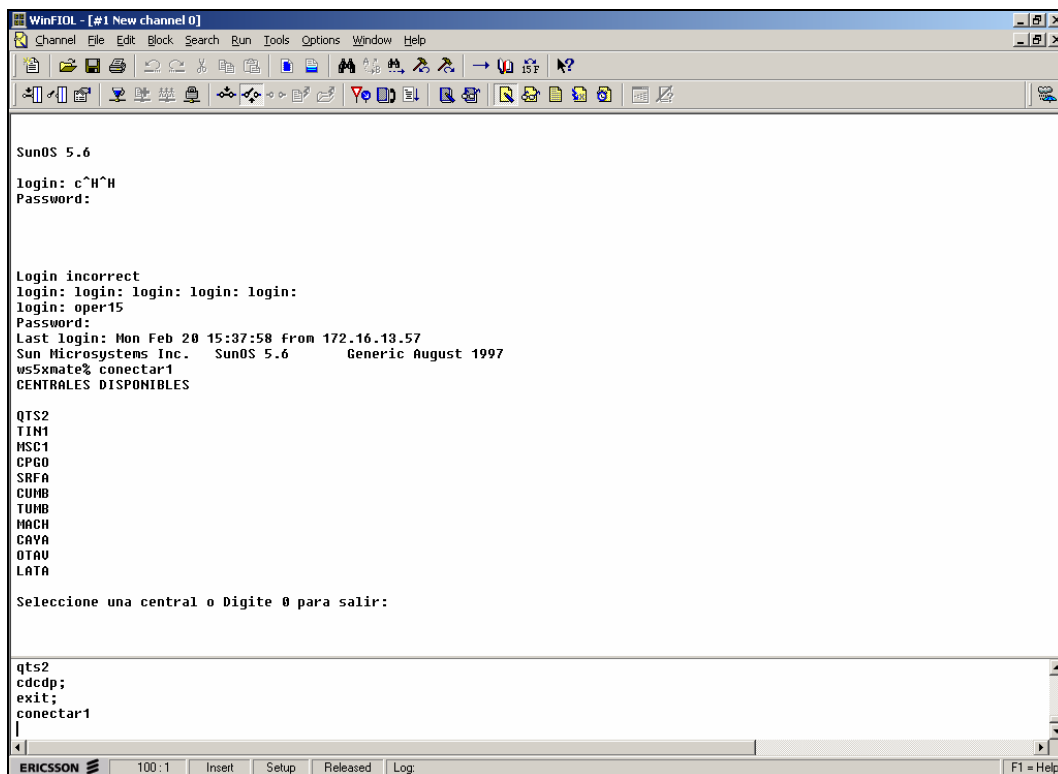 WinFIOL - [#1 New channel 0]
Channel File Edit Block Search Run Tools Options Window Help
15F
SunOS 5.6
login: c^H^H
Password:
Login incorrect
login: login: login: login: login:
login: oper15
Password:
Last login: Mon Feb 20 15:37:58 from 172.16.13.57
Sun Microsystems Inc. SunOS 5.6 Generic August 1997
ws5xmate% conectar1
CENTRALES DISPONIBLES
QTS2
TIN1
MSC1
CPGO
SRFA
CUMB
TUMB
MACH
CAYA
OTAV
LATA
Seleccione una central o Digite 0 para salir:
qts2
cdcdp;
exit;
conectar1
ERICSSON 100 : 1 Insert Setup Released Log: F1 = Help